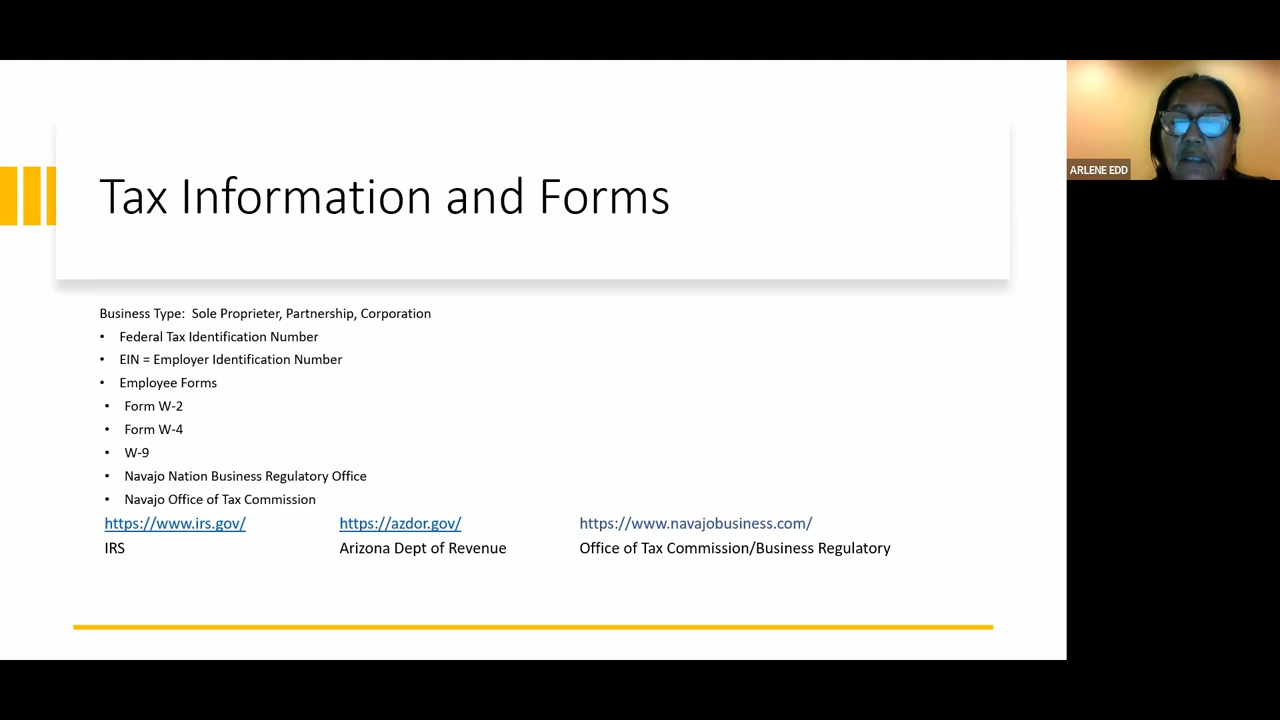 Tax Information and Forms
ARLENE EDD
Business Type: Sole Proprieter, Partnership, Corporation
• Federal Tax Identification Number
• EIN = Employer Identification Number
• Employee Forms
• Form W-2
• Form W-4
• W-9
• Navajo Nation Business Regulatory Office
• Navajo Office of Tax Commission
https://www.irs.gov/ https://azdor.gov/ https://www.navajobusiness.com/
IRS Arizona Dept of Revenue Office of Tax Commission/Business Regulatory